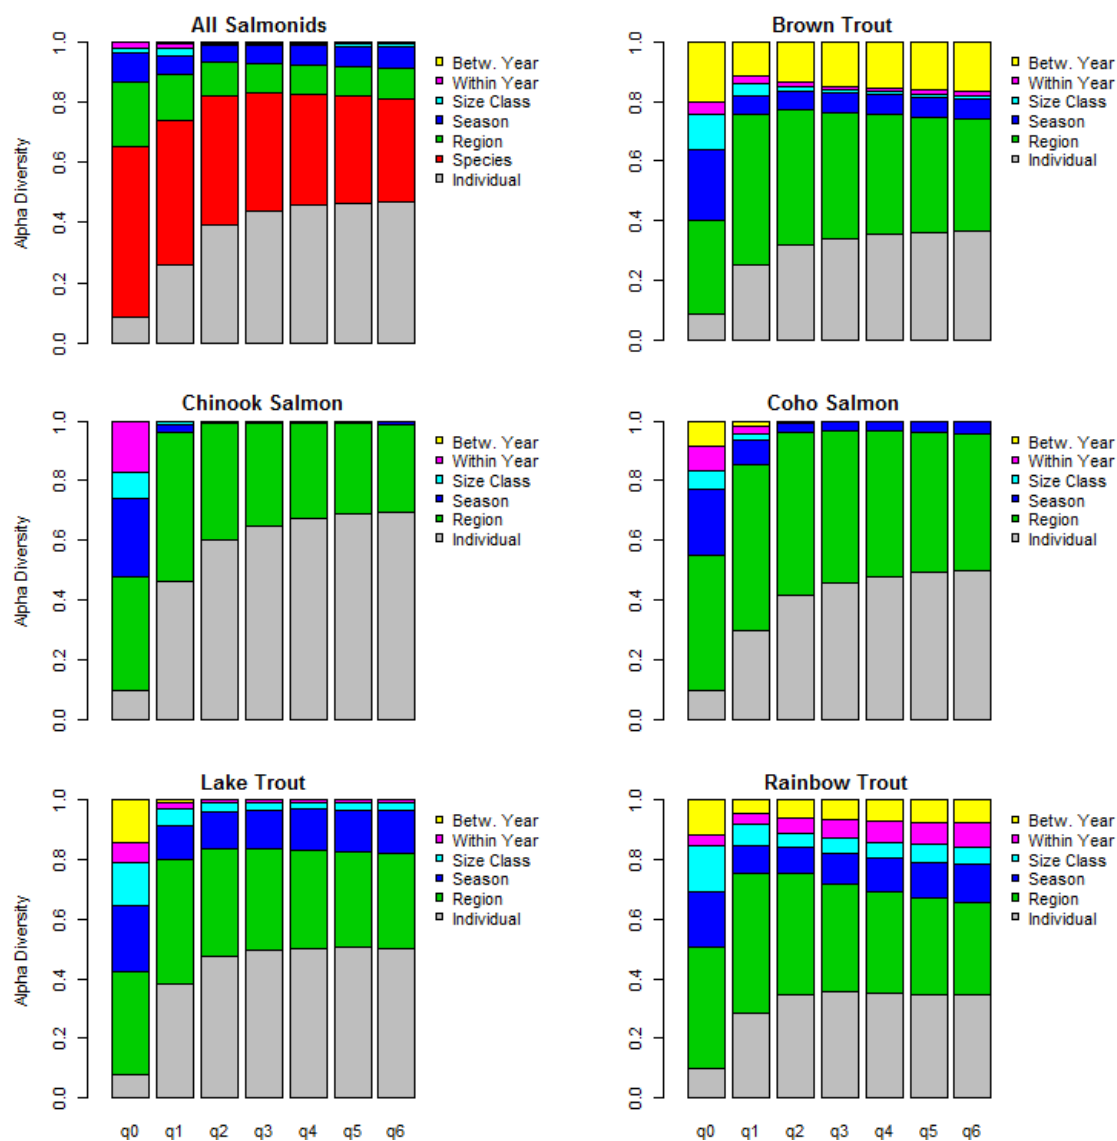 All Salmonids
Alpha Diversity
0.0 0.2 0.4 0.6 0.8 1.0
Betw. Year
Within Year
Size Class
Season
Region
Species
Individual
Brown Trout
0.0 0.2 0.4 0.6 0.8 1.0
Betw. Year
Within Year
Size Class
Season
Region
Individual
Chinook Salmon
Alpha Diversity
0.0 0.2 0.4 0.6 0.8 1.0
Betw. Year
Within Year
Size Class
Season
Region
Individual
Coho Salmon
0.0 0.2 0.4 0.6 0.8 1.0
Betw. Year
Within Year
Size Class
Season
Region
Individual
Lake Trout
Alpha Diversity
0.0 0.2 0.4 0.6 0.8 1.0
Betw. Year
Within Year
Size Class
Season
Region
Individual
q0 q1 q2 q3 q4 q5 q6
Rainbow Trout
0.0 0.2 0.4 0.6 0.8 1.0
Betw. Year
Within Year
Size Class
Season
Region
Individual
q0 q1 q2 q3 q4 q5 q6